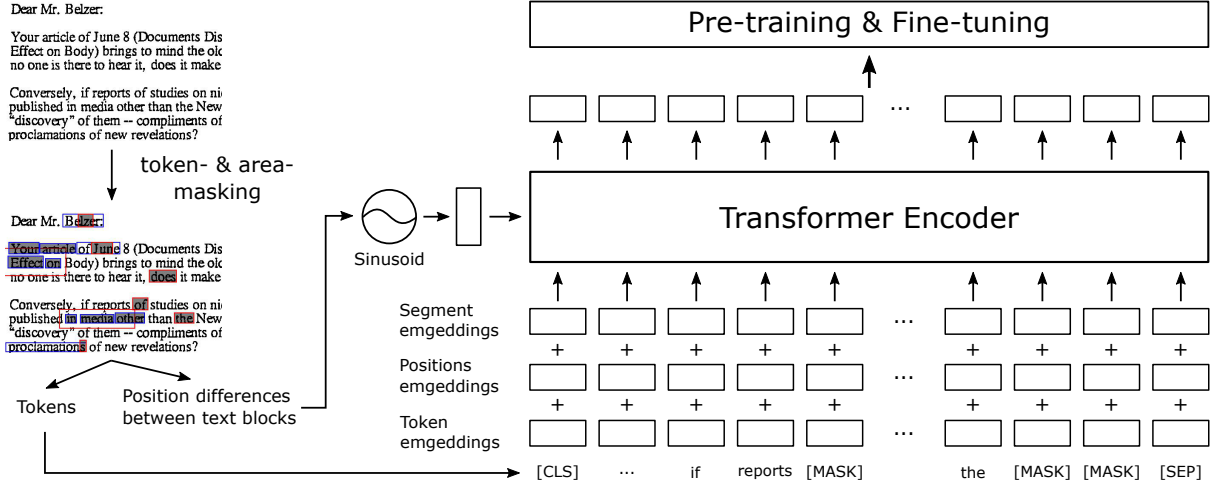 Dear Mr. Belzer:
Your article of June 8 (Documents Dis
Effect on Body) brings to mind the old
no one is there to hear it, does it make
Conversely, if reports of studies on ni
published in media other than the New
"discovery" of them -- compliments of
proclamations of new revelations?
token- & area-
masking
Dear Mr. Belzer:
Your article of June 8 (Documents Dis
Effect on Body) brings to mind the old
no one is there to hear it, does it make
Conversely, if reports of studies on ni
published in media other than the New
"discovery" of them -- compliments of
proclamations of new revelations?
Tokens
Position differences
between text blocks
Sinusoid
Pre-training & Fine-tuning
...
Transformer Encoder
Segment
emgeddings
...
+ + + + + + + + +
Positions
emgeddings
...
+ + + + + + + + +
Token
emgeddings
...
[CLS] ... if reports [MASK] the [MASK] [MASK] [SEP]